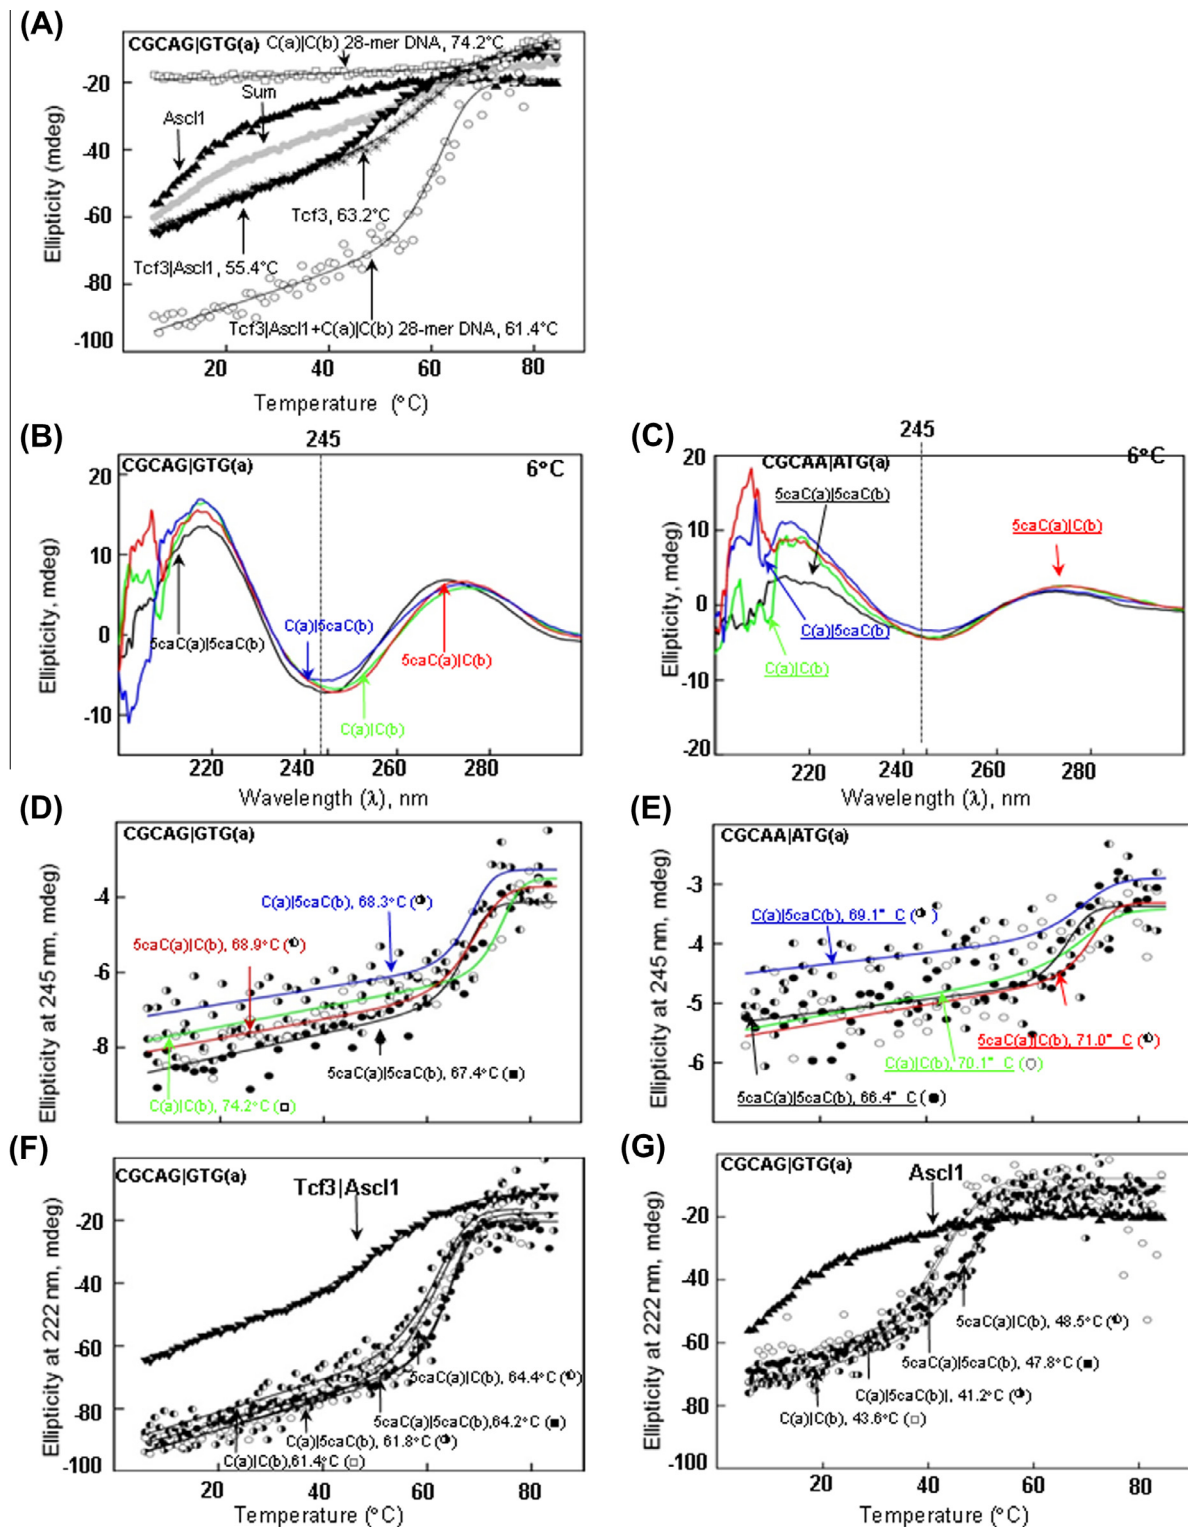 (A)
CGCAG|GTG(a)
C(a)|C(b) 28-mer DNA, 74.2°C
Ascl1
Sum
Tcf3, 63.2°C
Tcf3|Ascl1, 55.4°C
Tcf3|Ascl1+C(a)|C(b) 28-mer DNA, 61.4°C
Ellipticity (mdeg)
-20
-40
-60
-80
-100
20
40
60
80
Temperature (°C)
(B)
245
CGCAG|GTG(a)
6°C
Ellipticity, mdeg
20
10
0
-10
5caC(a)|5caC(b)
C(a)|5caC(b)
5caC(a)|C(b)
C(a)|C(b)
220
240
260
280
Wavelength (λ), nm
(C)
245
CGCAA|ATG(a)
6°C
Ellipticity, mdeg
20
10
0
-10
20
5caC(a)|5caC(b)
5caC(a)|C(b)
C(a)|5caC(b)
C(a)|C(b)
220
240
260
280
Wavelength (λ), nm
(D)
CGCAG|GTG(a)
Ellipticity at 245 nm, mdeg
-4
-6
-8
C(a)|5caC(b), 68.3°C (◑)
5caC(a)|C(b), 68.9°C (◐)
5caC(a)|5caC(b), 67.4°C (■)
C(a)|C(b), 74.2°C (□)
(E)
CGCAA|ATG(a)
Ellipticity at 245 nm, mdeg
-3
-4
-5
-6
C(a)|5caC(b), 69.1° C (◑)
5caC(a)|C(b), 71.0° C (◐)
C(a)|C(b), 70.1° C (○)
5caC(a)|5caC(b), 66.4° C (●)
(F)
CGCAG|GTG(a)
Tcf3|Ascl1
Ellipticity at 222 nm, mdeg
-20
-40
-60
-80
-100
5caC(a)|C(b), 64.4°C (◐)
5caC(a)|5caC(b),64.2°C (■)
C(a)|5caC(b), 61.8°C (◑)
C(a)|C(b),61.4°C (□)
20
40
60
80
Temperature (°C)
(G)
CGCAG|GTG(a)
Ascl1
Ellipticity at 222 nm, mdeg
-20
-40
-60
-80
-100
5caC(a)|C(b), 48.5°C (◐)
5caC(a)|5caC(b), 47.8°C (■)
C(a)|5caC(b)|, 41.2°C (◑)
C(a)|C(b), 43.6°C (□)
20
40
60
80
Temperature (°C)